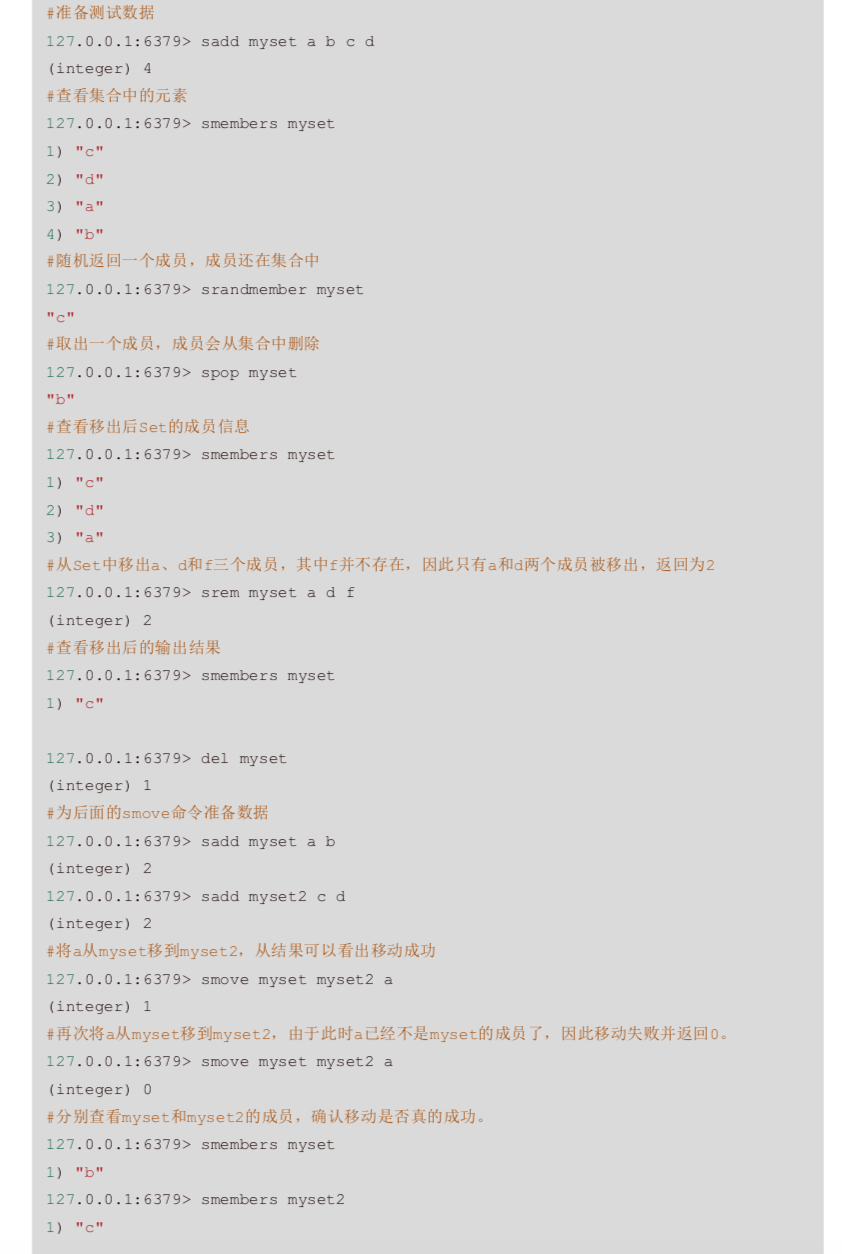 #准备测试数据
127.0.0.1:6379> sadd myset a b c d
(integer) 4
#查看集合中的元素
127.0.0.1:6379> smembers myset
1) "c"
2) "d"
3) "a"
4) "b"
#随机返回一个成员，成员还在集合中
127.0.0.1:6379> srandmember myset
"c"
#取出一个成员，成员会从集合中删除
127.0.0.1:6379> spop myset
"b"
#查看移出后Set的成员信息
127.0.0.1:6379> smembers myset
1) "c"
2) "d"
3) "a"
#从Set中移出a、d和f三个成员，其中f并不存在，因此只有a和d两个成员被移出，返回为2
127.0.0.1:6379> srem myset a d f
(integer) 2
#查看移出后的输出结果
127.0.0.1:6379> smembers myset
1) "c"
127.0.0.1:6379> del myset
(integer) 1
#为后面的smove命令准备数据
127.0.0.1:6379> sadd myset a b
(integer) 2
127.0.0.1:6379> sadd myset2 c d
(integer) 2
#将a从myset移到myset2，从结果可以看出移动成功
127.0.0.1:6379> smove myset myset2 a
(integer) 1
#再次将a从myset移到myset2，由于此时a已经不是myset的成员了，因此移动失败并返回0。
127.0.0.1:6379> smove myset myset2 a
(integer) 0
#分别查看myset和myset2的成员，确认移动是否真的成功。
127.0.0.1:6379> smembers myset
1) "b"
127.0.0.1:6379> smembers myset2
1) "c"